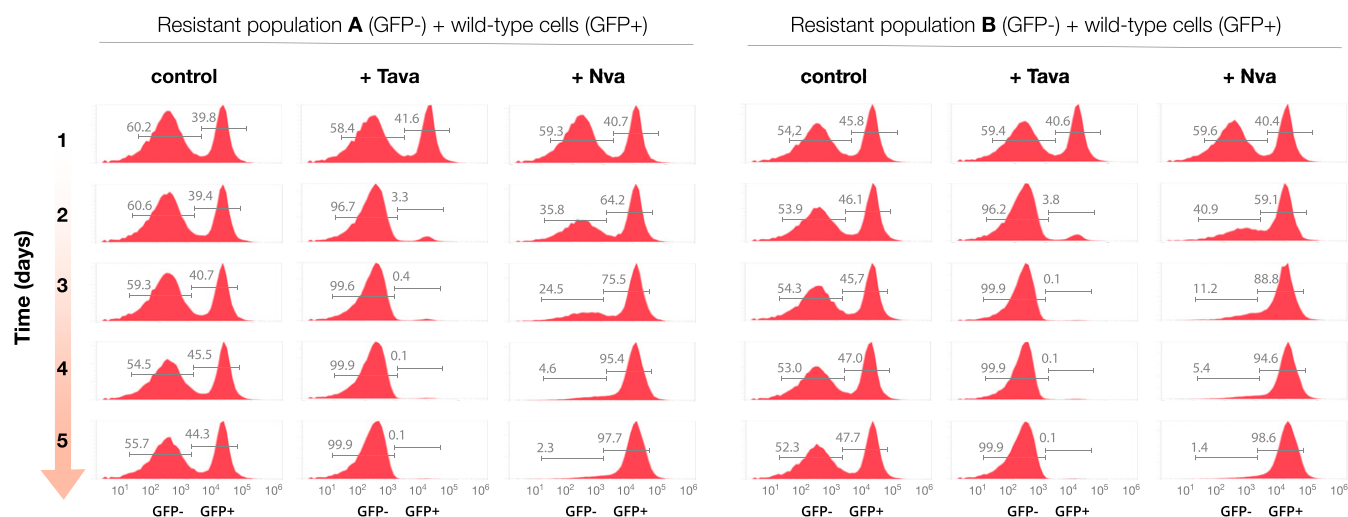 Resistant population A (GFP-) + wild-type cells (GFP+)
Resistant population B (GFP-) + wild-type cells (GFP+)
control + Tava + Nva control + Tava + Nva
Time (days)
1
60.2 39.8 58.4 41.6 59.3 40.7 54,2 45.8 59.4 40.6 59.6 40.4
2
60.6 39.4 96.7 3.3 35.8 64.2 53.9 46.1 96.2 3.8 40.9 59.1
3
59.3 40.7 99.6 0.4 24.5 75.5 54.3 45,7 99.9 0.1 11.2 88.8
4
54.5 45.5 99.9 0.1 4.6 95.4 53.0 47.0 99.9 0.1 5.4 94.6
5
55.7 44.3 99.9 0.1 2.3 97.7 52.3 47.7 99.9 0.1 1.4 98.6
10¹ 10² 10³ 10⁴ 10⁵ 10⁶ 10¹ 10² 10³ 10⁴ 10⁵ 10⁶ 10¹ 10² 10³ 10⁴ 10⁵ 10⁶ 10¹ 10² 10³ 10⁴ 10⁵ 10⁶ 10¹ 10² 10³ 10⁴ 10⁵ 10⁶ 10¹ 10² 10³ 10⁴ 10⁵ 10⁶
GFP- GFP+ GFP- GFP+ GFP- GFP+ GFP- GFP+ GFP- GFP+ GFP- GFP+